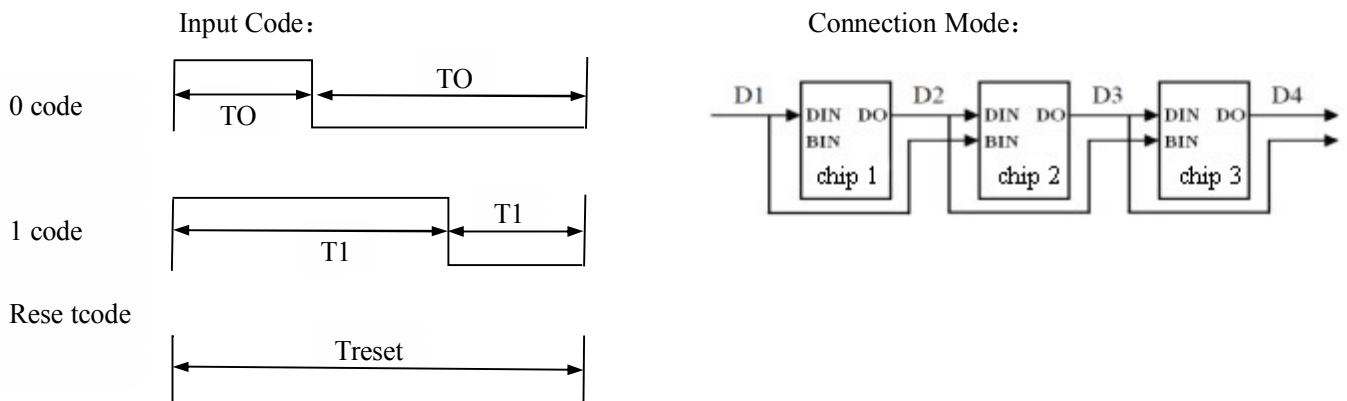 Input Code：
0 code
TO
TO
1 code
T1
T1
Rese tcode
Treset
Connection Mode：
D1
DIN DO
BIN
chip 1
D2
DIN DO
BIN
chip 2
D3
DIN DO
BIN
chip 3
D4